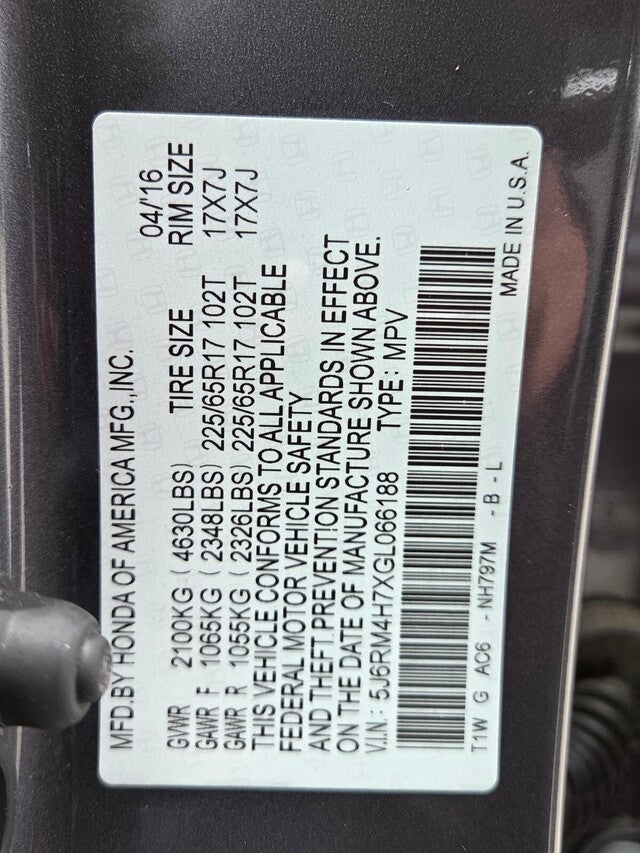 MFD.BY HONDA OF AMERICA MFG.,INC. 04/'16
GVWR 2100KG ( 4630LBS) TIRE SIZE RIM SIZE
GAWR F 1065KG ( 2348LBS) 225/65R17 102T 17X7J
GAWR R 1055KG ( 2326LBS) 225/65R17 102T 17X7J
THIS VEHICLE CONFORMS TO ALL APPLICABLE
FEDERAL MOTOR VEHICLE SAFETY
AND THEFT PREVENTION STANDARDS IN EFFECT
ON THE DATE OF MANUFACTURE SHOWN ABOVE.
V.I.N.: 5J6RM4H7XGL066188 TYPE: MPV
T1W G AC6 - NH797M - B - L MADE IN U.S.A.